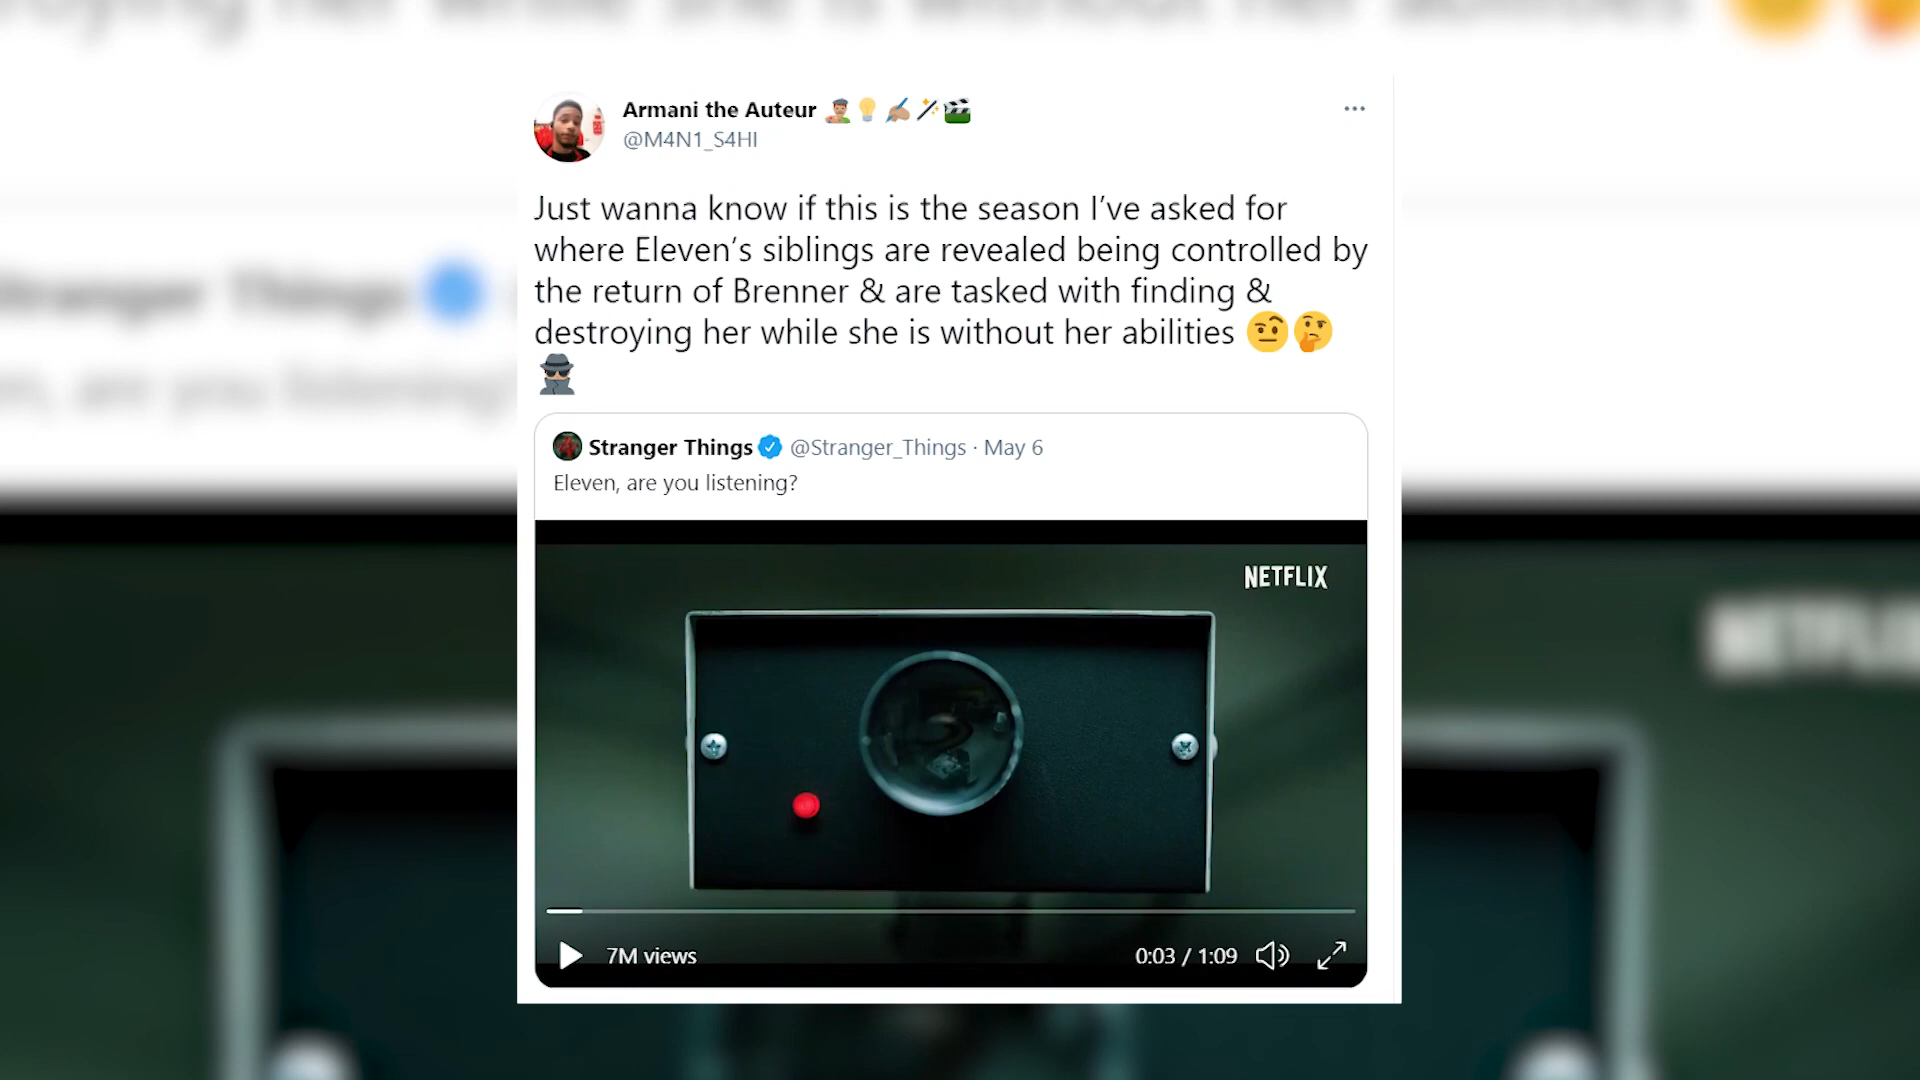 Armani the Auteur
@M4N1_S4HI
Just wanna know if this is the season I’ve asked for
where Eleven’s siblings are revealed being controlled by
the return of Brenner & are tasked with finding &
destroying her while she is without her abilities 🤨🤔
Stranger Things @Stranger_Things · May 6
Eleven, are you listening?
NETFLIX
7M views 0:03 / 1:09